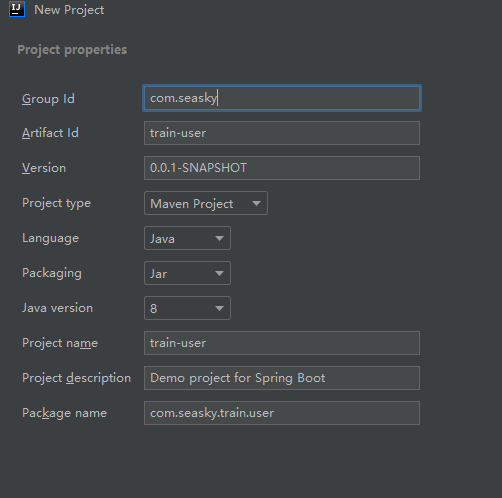 IJ New Project
Project properties
Group Id com.seasky
Artifact Id train-user
Version 0.0.1-SNAPSHOT
Project type Maven Project
Language Java
Packaging Jar
Java version 8
Project name train-user
Project description Demo project for Spring Boot
Package name com.seasky.train.user